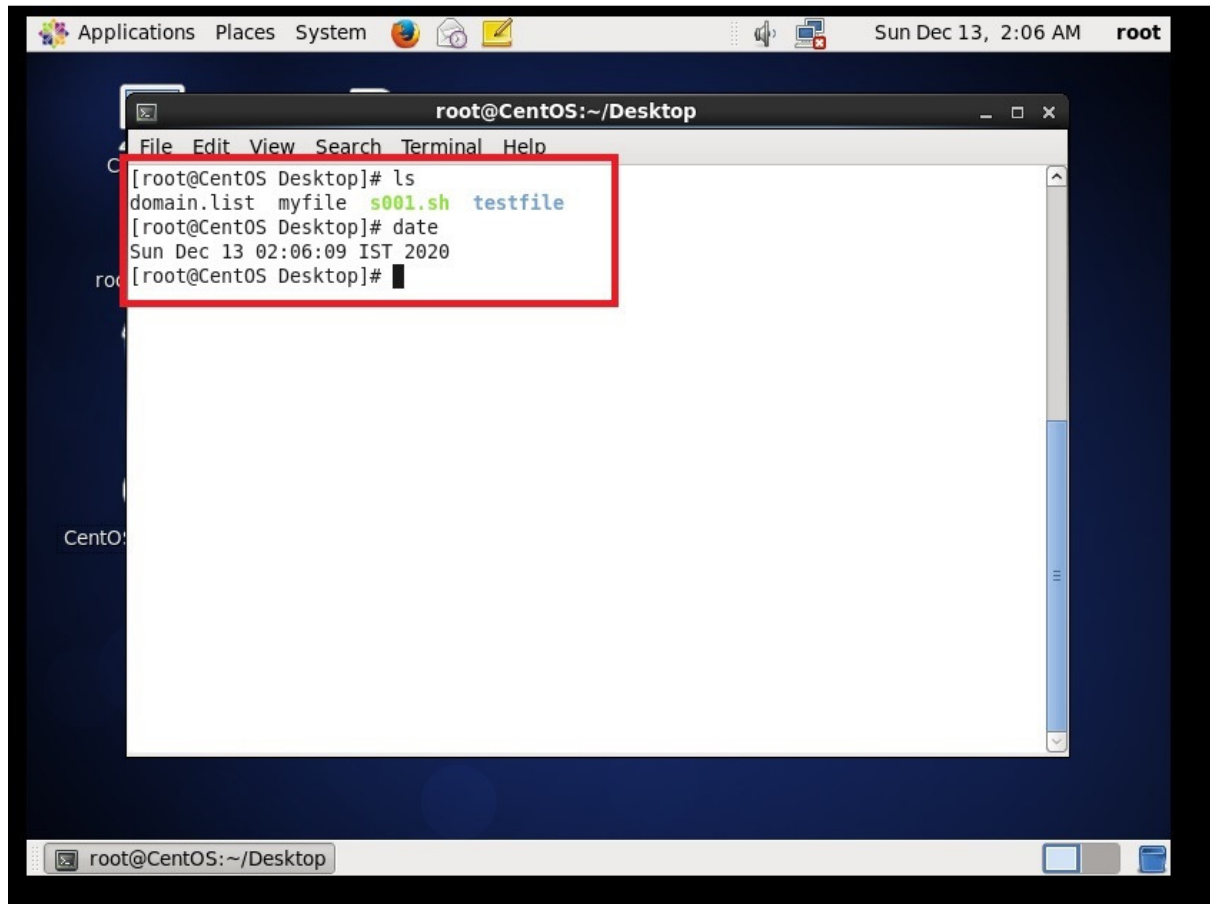 Applications Places System Sun Dec 13, 2:06 AM root
root@CentOS:~/Desktop
File Edit View Search Terminal Help
[root@CentOS Desktop]# ls
domain.list myfile s001.sh testfile
[root@CentOS Desktop]# date
Sun Dec 13 02:06:09 IST 2020
[root@CentOS Desktop]#
C
roo
CentOS
root@CentOS:~/Desktop